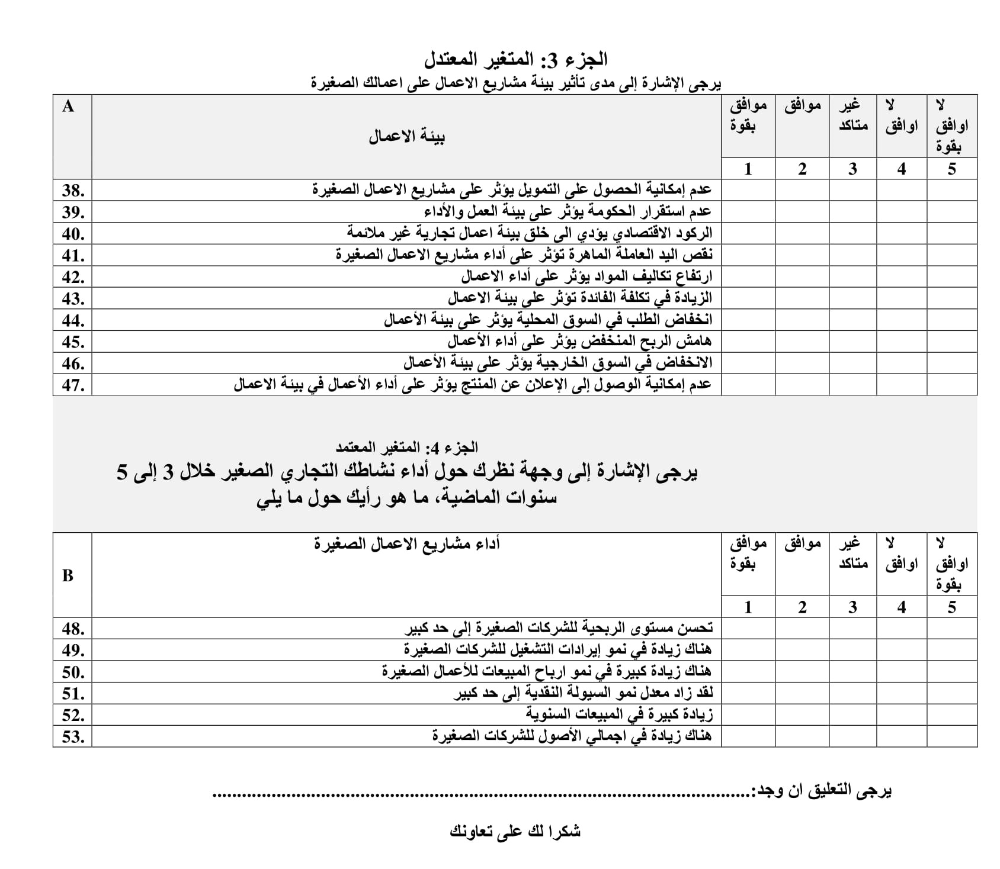 الجزء 3: المتغير المعتدل
يرجى الإشارة إلى مدى تأثير بيئة مشاريع الاعمال على اعمالك الصغيرة
A
بيئة الاعمال
موافق بقوة
موافق
غير متاكد
لا اوافق
لا اوافق بقوة
1 2 3 4 5
38. عدم إمكانية الحصول على التمويل يؤثر على مشاريع الاعمال الصغيرة
39. عدم استقرار الحكومة يؤثر على بيئة العمل والأداء
40. الركود الاقتصادي يؤدي الى خلق بيئة اعمال تجارية غير ملائمة
41. نقص اليد العاملة الماهرة تؤثر على أداء مشاريع الاعمال الصغيرة
42. ارتفاع تكاليف المواد يؤثر على أداء الاعمال
43. الزيادة في تكلفة الفائدة تؤثر على بيئة الاعمال
44. انخفاض الطلب في السوق المحلية يؤثر على بيئة الأعمال
45. هامش الربح المنخفض يؤثر على أداء الأعمال
46. الانخفاض في السوق الخارجية يؤثر على بيئة الأعمال
47. عدم إمكانية الوصول إلى الإعلان عن المنتج يؤثر على أداء الأعمال في بيئة الاعمال
الجزء 4: المتغير المعتمد
يرجى الإشارة إلى وجهة نظرك حول أداء نشاطك التجاري الصغير خلال 3 إلى 5
سنوات الماضية، ما هو رأيك حول ما يلي
B
أداء مشاريع الاعمال الصغيرة
موافق بقوة
موافق
غير متاكد
لا اوافق
لا اوافق بقوة
1 2 3 4 5
48. تحسن مستوى الربحية للشركات الصغيرة إلى حد كبير
49. هناك زيادة في نمو إيرادات التشغيل للشركات الصغيرة
50. هناك زيادة كبيرة في نمو ارباح المبيعات للأعمال الصغيرة
51. لقد زاد معدل نمو السيولة النقدية إلى حد كبير
52. زيادة كبيرة في المبيعات السنوية
53. هناك زيادة في اجمالي الأصول للشركات الصغيرة
يرجى التعليق ان وجد:..............................................................................................................
شكرا لك على تعاونك